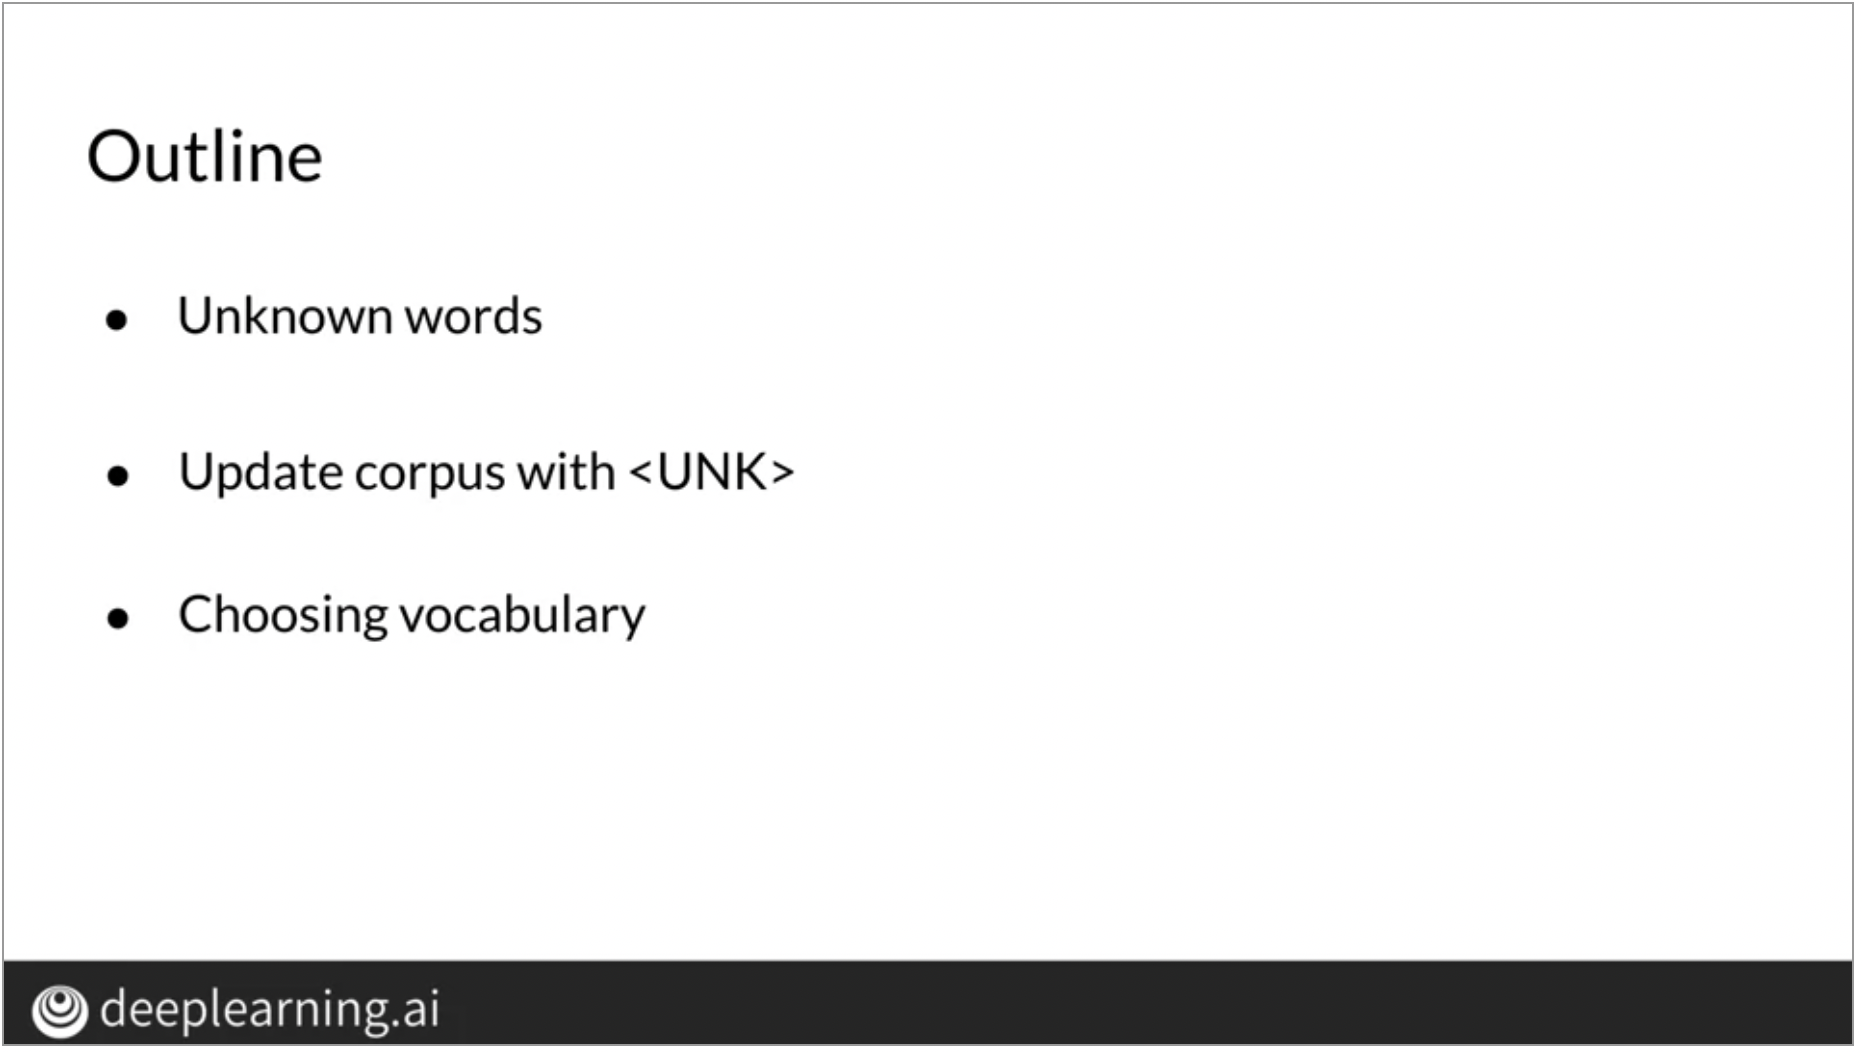 Outline
● Unknown words
● Update corpus with <UNK>
● Choosing vocabulary
deeplearning.ai